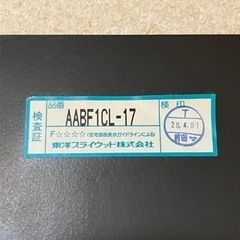 品番
検査証
AABF1CL-17
検印
T
20.4.01
F☆☆☆☆(住宅部品表示ガイドラインによる)
東洋プライウッド株式会社